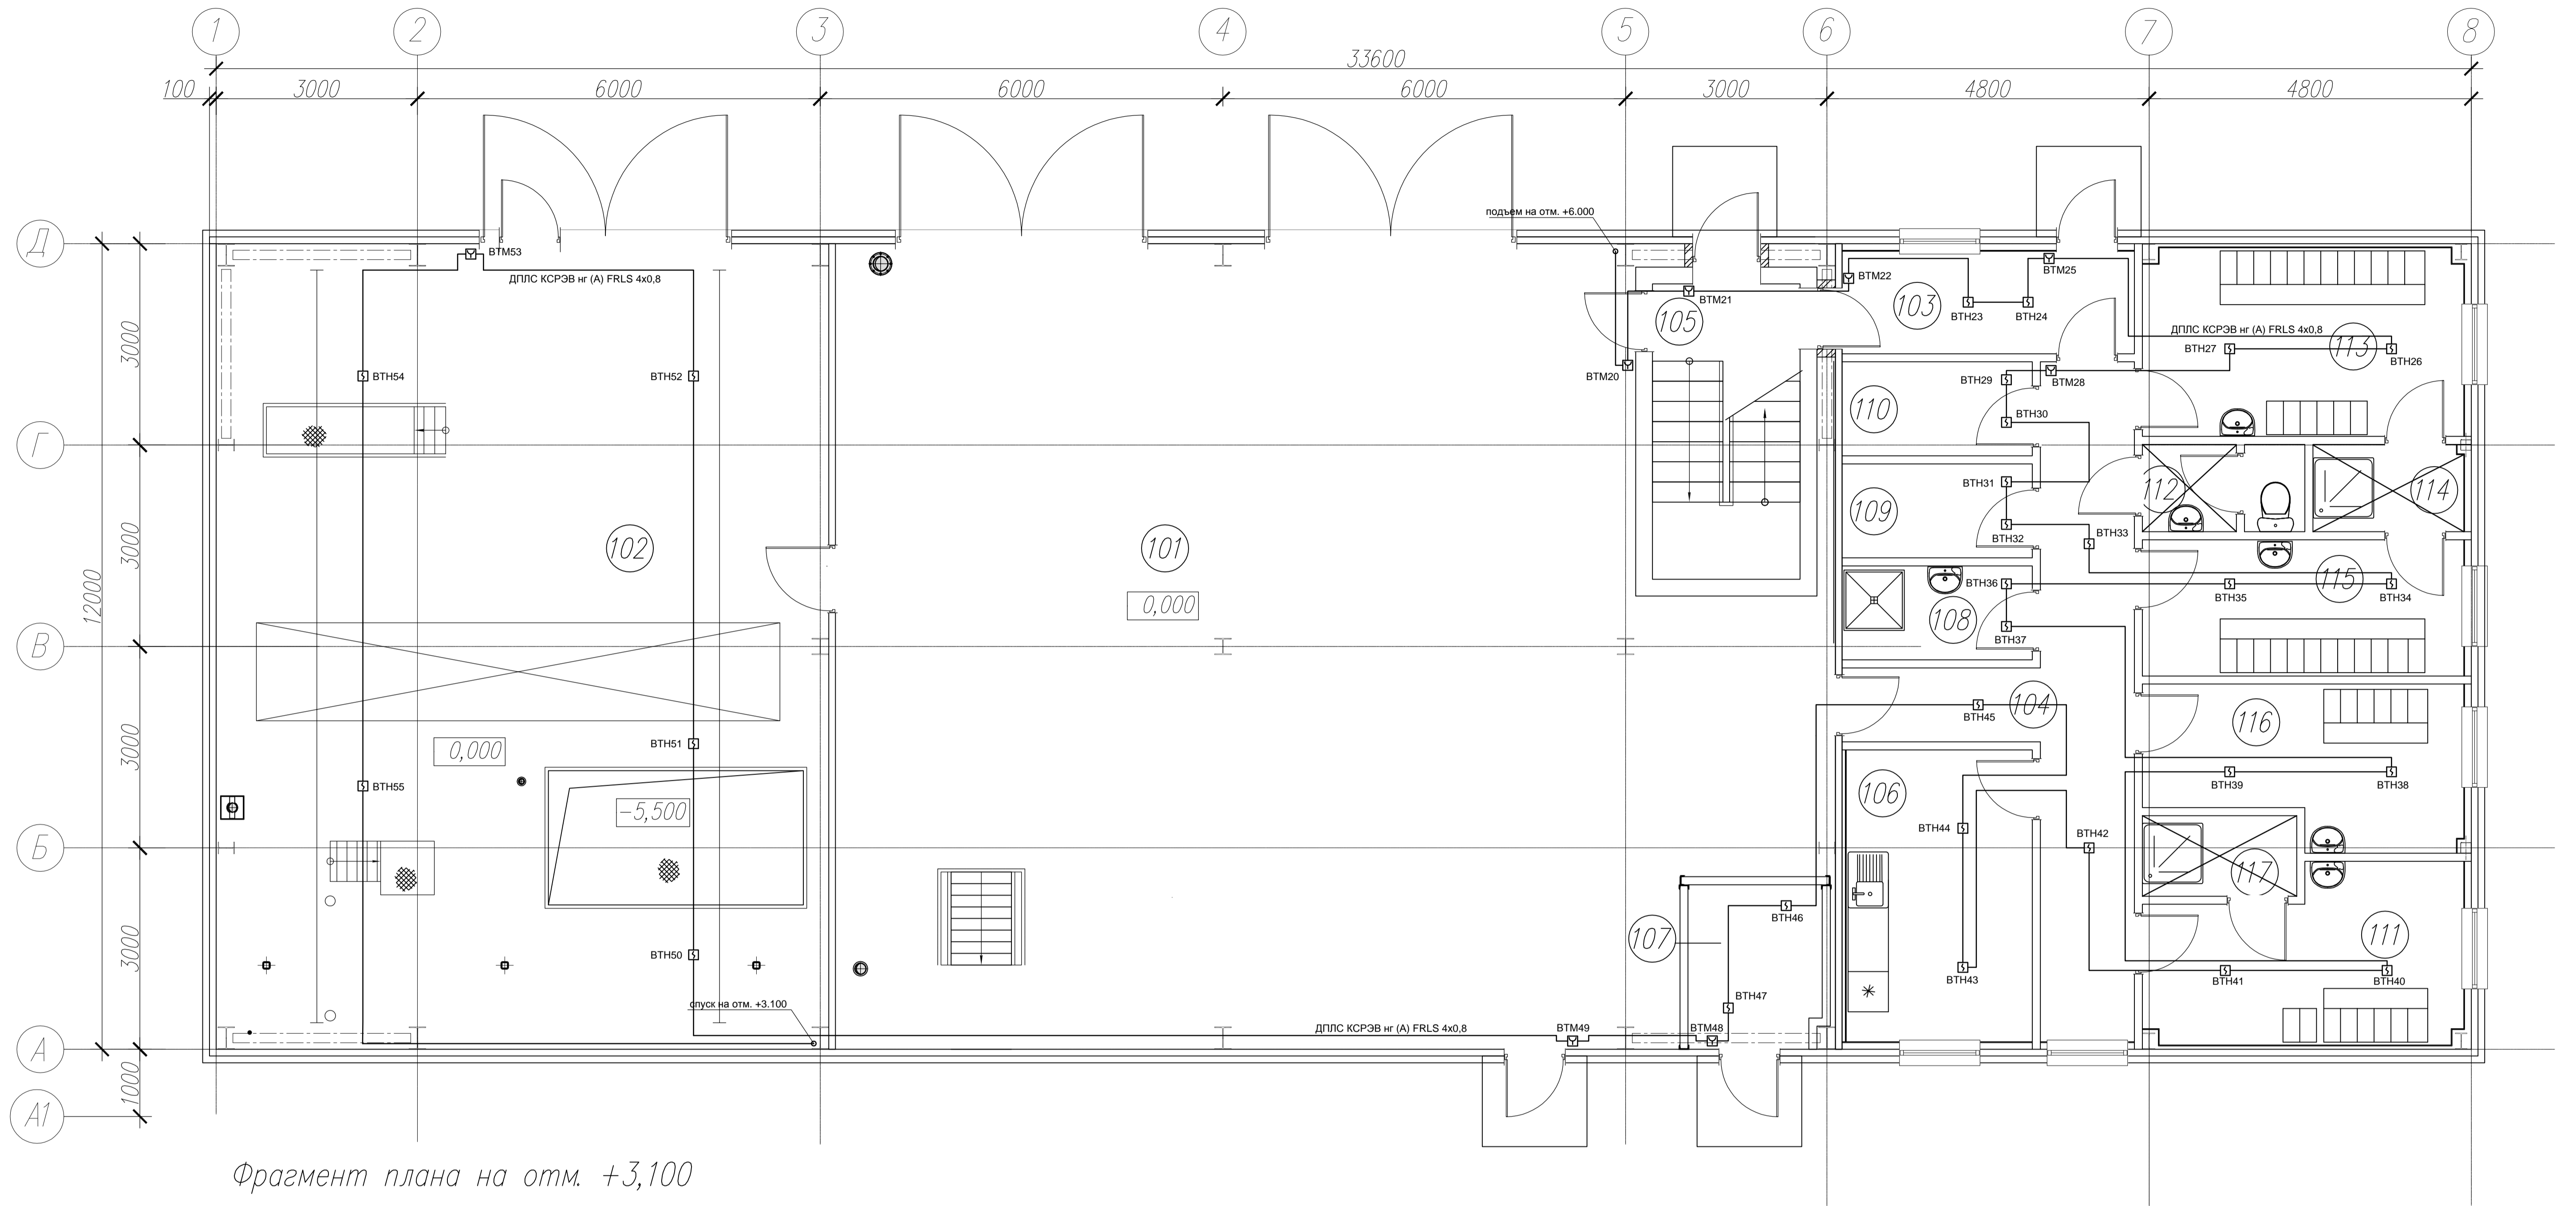 1 2 3 4 5 6 7 8
33600
100 3000 6000 6000 6000 3000 4800 4800
подъем на отм. +6.000
Д
ВТМ53
ДПЛС КСРЭВ нг (А) FRLS 4x0,8
ВТМ25
ВТМ22
ВТМ21
103
ВТН23 ВТН24
105
3000
ДПЛС КСРЭВ нг (А) FRLS 4x0,8
113
ВТН27 ВТН26
ВТН54 ВТН52 ВТМ20
ВТН29 ВТМ28
110
ВТН30
Г
ВТН31
112 114
109
ВТН32 ВТН33
3000
102 101
12000
ВТН36 115
ВТН35 ВТН34
0,000
108
ВТН37
В
104
ВТН45
116
3000
0,000
ВТН51
ВТН55
106
ВТН39 ВТН38
-5,500
ВТН44 ВТН42
Б
117
ВТН46
107
111
3000
ВТН50
ВТН43 ВТН41 ВТН40
ВТН47
спуск на отм. +3.100
ДПЛС КСРЭВ нг (А) FRLS 4x0,8
ВТМ49 ВТМ48
А
1000
А1
Фрагмент плана на отм. +3,100